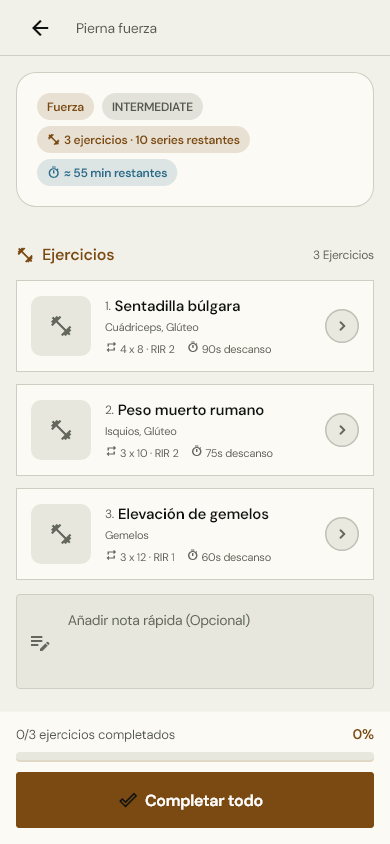 Pierna fuerza
Fuerza INTERMEDIATE
3 ejercicios · 10 series restantes
≈ 55 min restantes
Ejercicios 3 Ejercicios
1. Sentadilla búlgara
Cuádriceps, Glúteo
4 x 8 · RIR 2 90s descanso
2. Peso muerto rumano
Isquios, Glúteo
3 x 10 · RIR 2 75s descanso
3. Elevación de gemelos
Gemelos
3 x 12 · RIR 1 60s descanso
Añadir nota rápida (Opcional)
0/3 ejercicios completados 0%
Completar todo